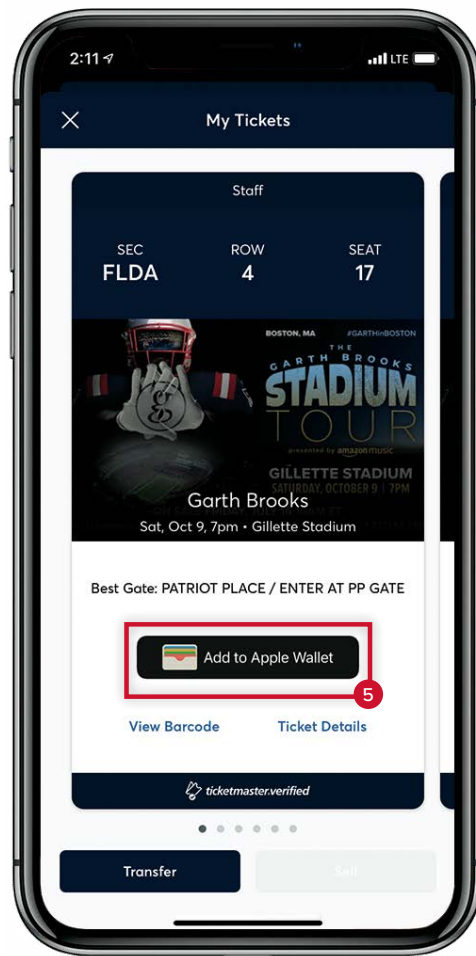 2:11 LTE
My Tickets
Staff
SEC ROW SEAT
FLDA 4 17
BOSTON, MA #GARTHinBOSTON
THE
GARTH BROOKS
STADIUM
TOUR
presented by amazon music
GILLETTE STADIUM
SATURDAY, OCTOBER 9 | 7PM
Garth Brooks
Sat, Oct 9, 7pm • Gillette Stadium
Best Gate: PATRIOT PLACE / ENTER AT PP GATE
Add to Apple Wallet
5
View Barcode Ticket Details
ticketmaster.verified
Transfer Sell